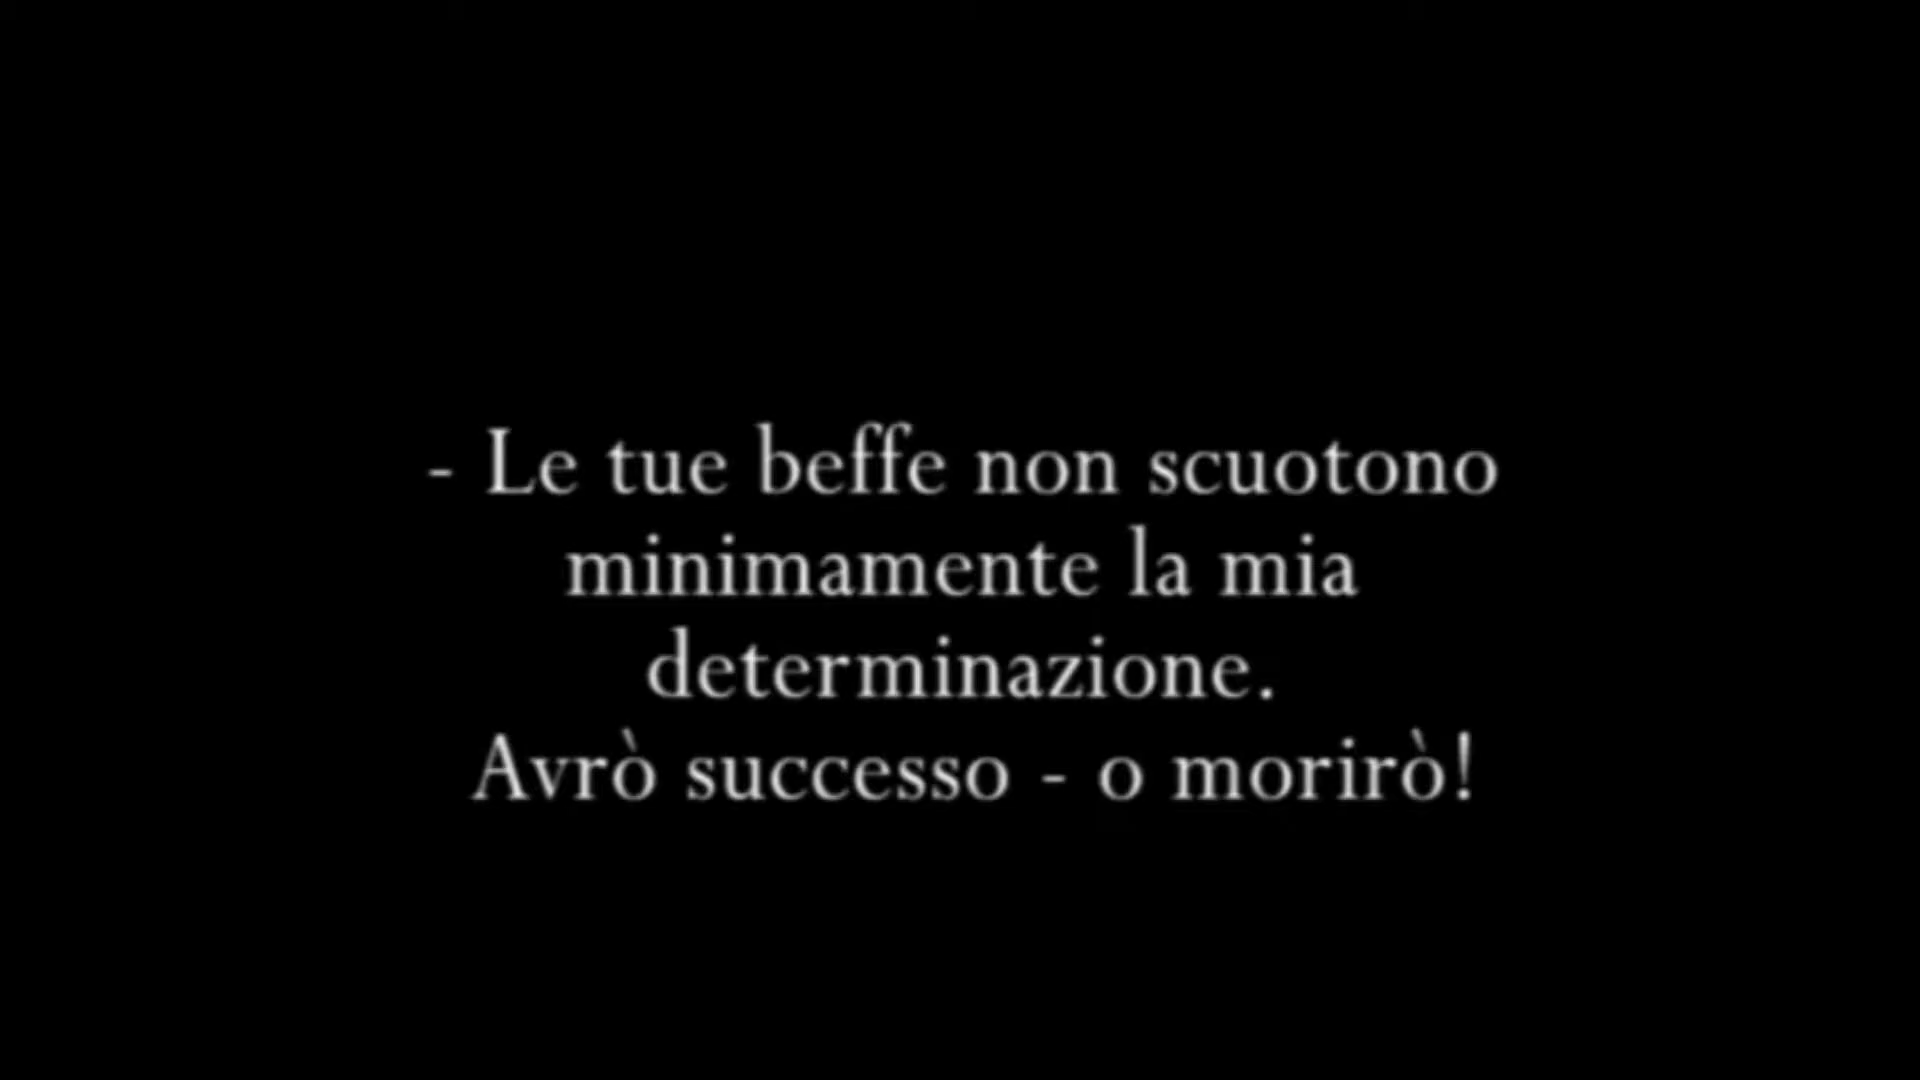 - Le tue beffe non scuotono
minimamente la mia
determinazione.
Avrò successo - o morirò!